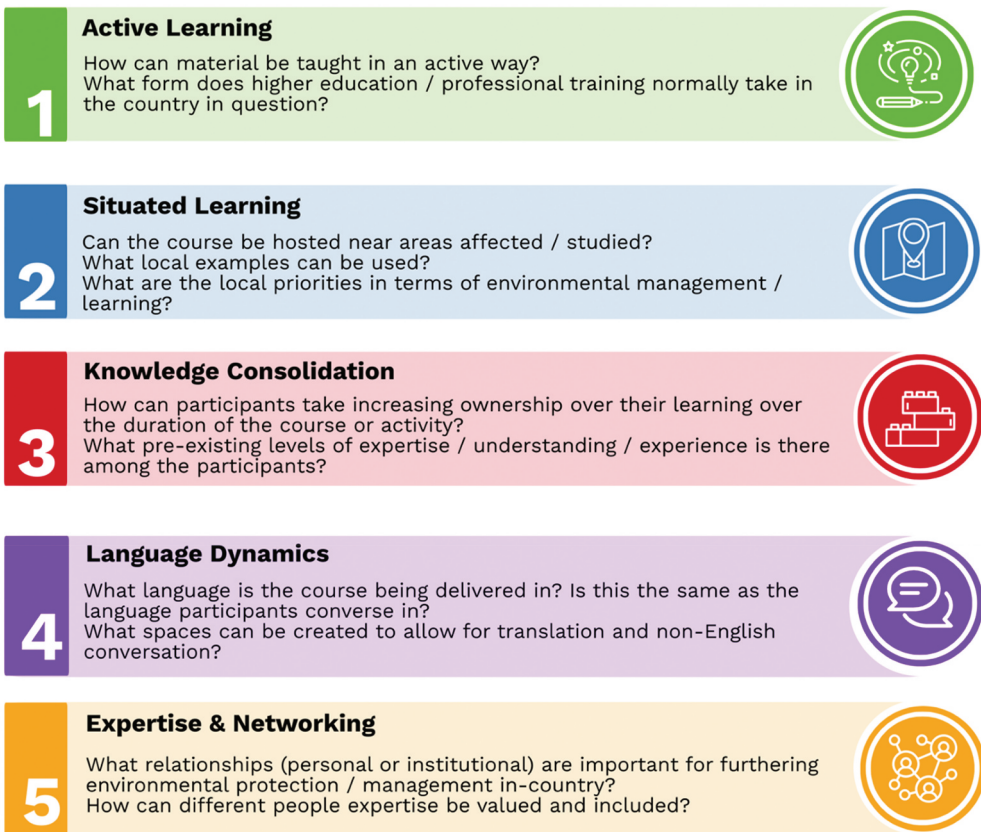 Active Learning
How can material be taught in an active way?
What form does higher education / professional training normally take in
the country in question?
1
Situated Learning
Can the course be hosted near areas affected / studied?
What local examples can be used?
What are the local priorities in terms of environmental management /
learning?
2
Knowledge Consolidation
How can participants take increasing ownership over their learning over
the duration of the course or activity?
What pre-existing levels of expertise / understanding / experience is there
among the participants?
3
Language Dynamics
What language is the course being delivered in? Is this the same as the
language participants converse in?
What spaces can be created to allow for translation and non-English
conversation?
4
Expertise & Networking
What relationships (personal or institutional) are important for furthering
environmental protection / management in-country?
How can different people expertise be valued and included?
5